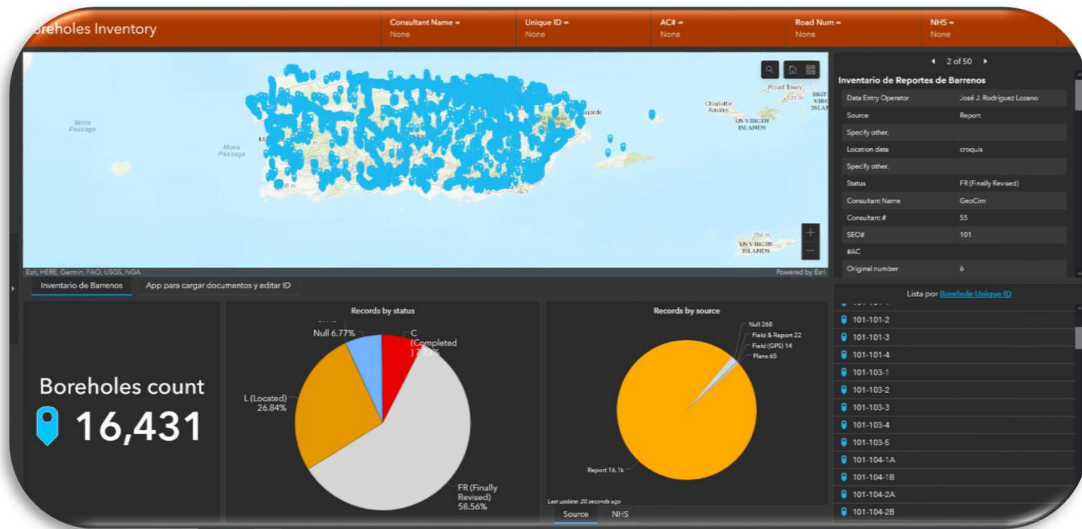 oreholes Inventory
Consultant Name =
None
Unique ID =
None
AC# =
None
Road Num =
None
NHS =
None
Mona
Passage
Mona
Passage
Charlotte
Amalie
Road Town
US VIRGIN
ISLANDS
US VIRGIN
ISLANDS
Esri, HERE, Garmin, FAO, USGS, NGA
Powered by Esri
2 of 50
Inventario de Reportes de Barrenos
Data Entry Operator José J. Rodríguez Lozano
Source Report
Specify other.
Location data croquis
Specify other.
Status FR (Finally Revised)
Consultant Name GeoCim
Consultant # 55
SEO# 101
#AC
Original number 6
Inventario de Barrenos
App para cargar documentos y editar ID
Boreholes count
16,431
Records by status
Null 6.77%
C
(Completed
L (Located)
26.84%
FR (Finally
Revised)
58.56%
Records by source
Null 268
Field & Report 22
Field (GPS) 14
Plans 65
Report 16.1k
Last update: 20 seconds ago
Source
NHS
Lista por Borehole Unique ID
101-101-2
101-101-3
101-101-4
101-103-1
101-103-2
101-103-3
101-103-4
101-103-5
101-104-1A
101-104-1B
101-104-2A
101-104-2B